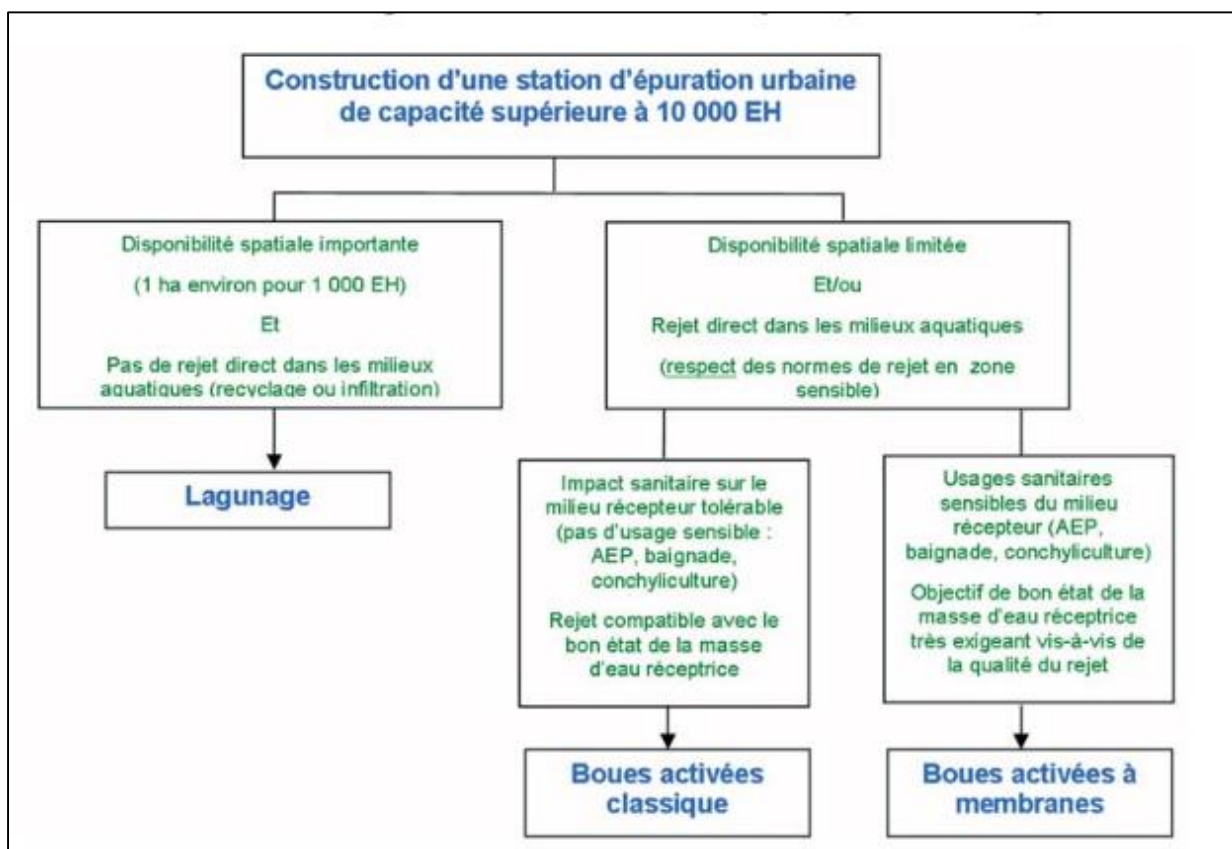 Construction d'une station d'épuration urbaine
de capacité supérieure à 10 000 EH
Disponibilité spatiale importante
(1 ha environ pour 1 000 EH)
Et
Pas de rejet direct dans les milieux
aquatiques (recyclage ou infiltration)
Disponibilité spatiale limitée
Et/ou
Rejet direct dans les milieux aquatiques
(respect des normes de rejet en zone
sensible)
Lagunage
Impact sanitaire sur le
milieu récepteur tolérable
(pas d'usage sensible :
AEP, baignade,
conchyliculture)
Rejet compatible avec le
bon état de la masse
d'eau réceptrice
Usages sanitaires
sensibles du milieu
récepteur (AEP,
baignade, conchyliculture)
Objectif de bon état de la
masse d'eau réceptrice
très exigeant vis-à-vis de
la qualité du rejet
Boues activées
classique
Boues activées à
membranes